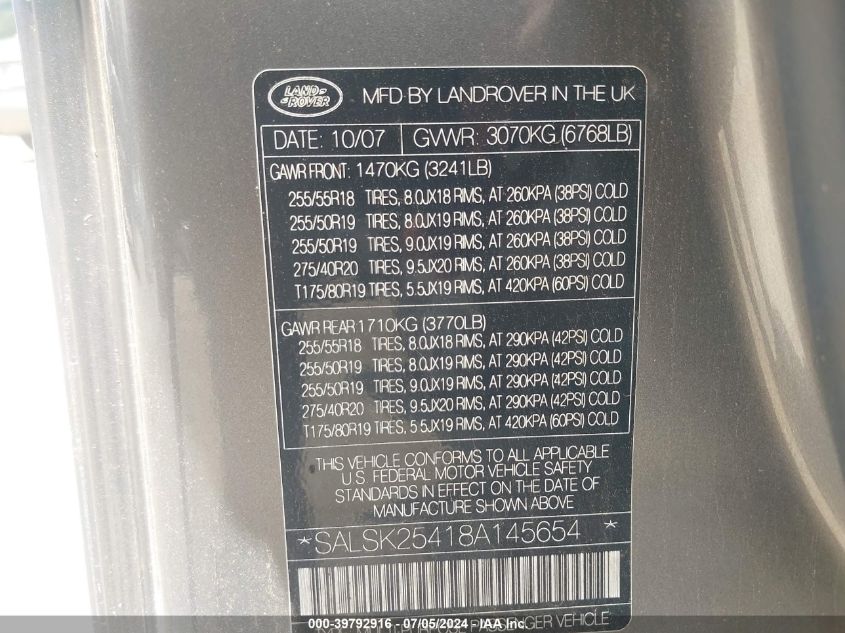 LAND-
-ROVER
MFD BY LANDROVER IN THE UK
DATE: 10/07 GVWR: 3070KG (6768LB)
GAWR FRONT: 1470KG (3241LB)
255/55R18 TIRES, 8.0JX18 RIMS, AT 260KPA (38PSI) COLD
255/50R19 TIRES, 8.0JX19 RIMS, AT 260KPA (38PSI) COLD
255/50R19 TIRES, 9.0JX19 RIMS, AT 260KPA (38PSI) COLD
275/40R20 TIRES, 9.5JX20 RIMS, AT 260KPA (38PSI) COLD
T175/80R19 TIRES, 5.5JX19 RIMS, AT 420KPA (60PSI) COLD
GAWR REAR 1710KG (3770LB)
255/55R18 TIRES, 8.0JX18 RIMS, AT 290KPA (42PSI) COLD
255/50R19 TIRES, 8.0JX19 RIMS, AT 290KPA (42PSI) COLD
255/50R19 TIRES, 9.0JX19 RIMS, AT 290KPA (42PSI) COLD
275/40R20 TIRES, 9.5JX20 RIMS, AT 290KPA (42PSI) COLD
T175/80R19 TIRES, 5.5JX19 RIMS, AT 420KPA (60PSI) COLD
THIS VEHICLE CONFORMS TO ALL APPLICABLE
U.S. FEDERAL MOTOR VEHICLE SAFETY
STANDARDS IN EFFECT ON THE DATE OF
MANUFACTURE SHOWN ABOVE
*SALSK25418A145654*
PASSENGER VEHICLE
000-39792916 - 07/05/2024 - IAA Inc.